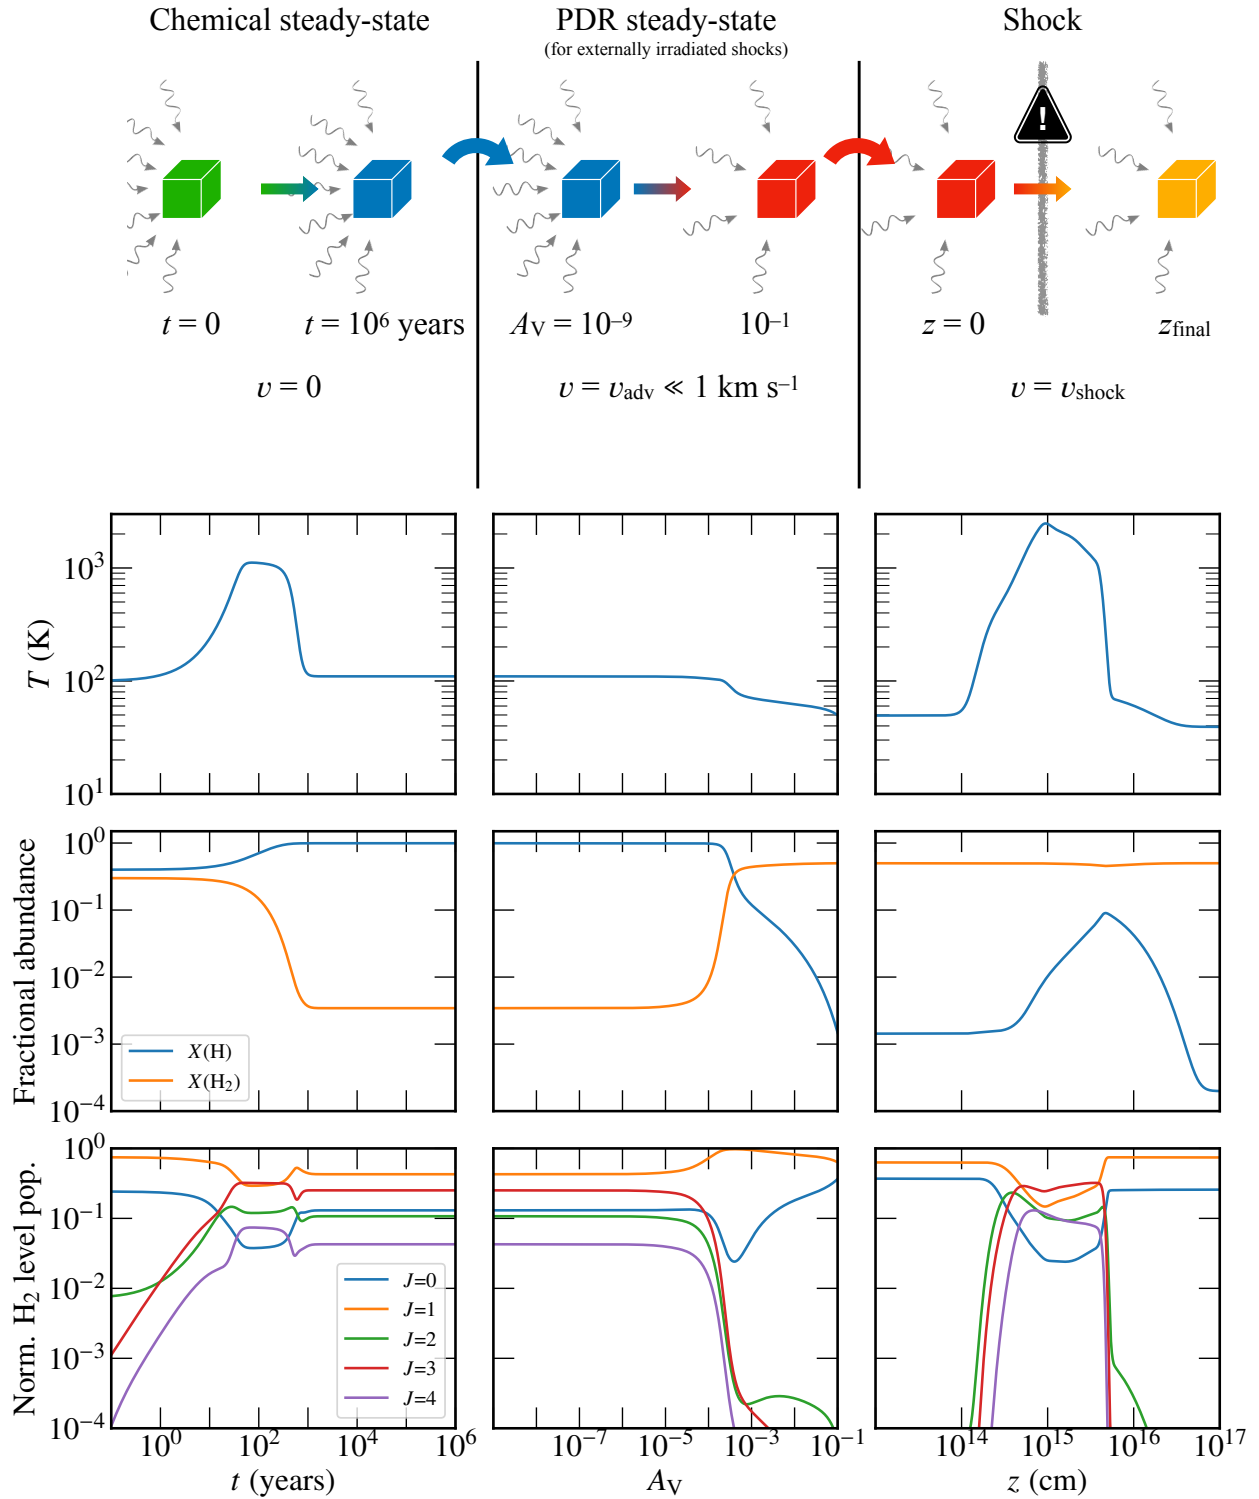 Chemical steady-state
PDR steady-state
(for externally irradiated shocks)
Shock
!
t = 0
t = 10⁶ years
A_V = 10⁻⁹
10⁻¹
z = 0
z_final
v = 0
v = v_adv ≪ 1 km s⁻¹
v = v_shock
T (K)
10³
10²
10¹
Fractional abundance
10⁰
10⁻¹
10⁻²
10⁻³
10⁻⁴
X(H)
X(H₂)
Norm. H₂ level pop.
10⁰
10⁻¹
10⁻²
10⁻³
10⁻⁴
J=0
J=1
J=2
J=3
J=4
10⁰ 10² 10⁴ 10⁶
10⁻⁷ 10⁻⁵ 10⁻³ 10⁻¹
10¹⁴ 10¹⁵ 10¹⁶ 10¹⁷
t (years)
A_V
z (cm)